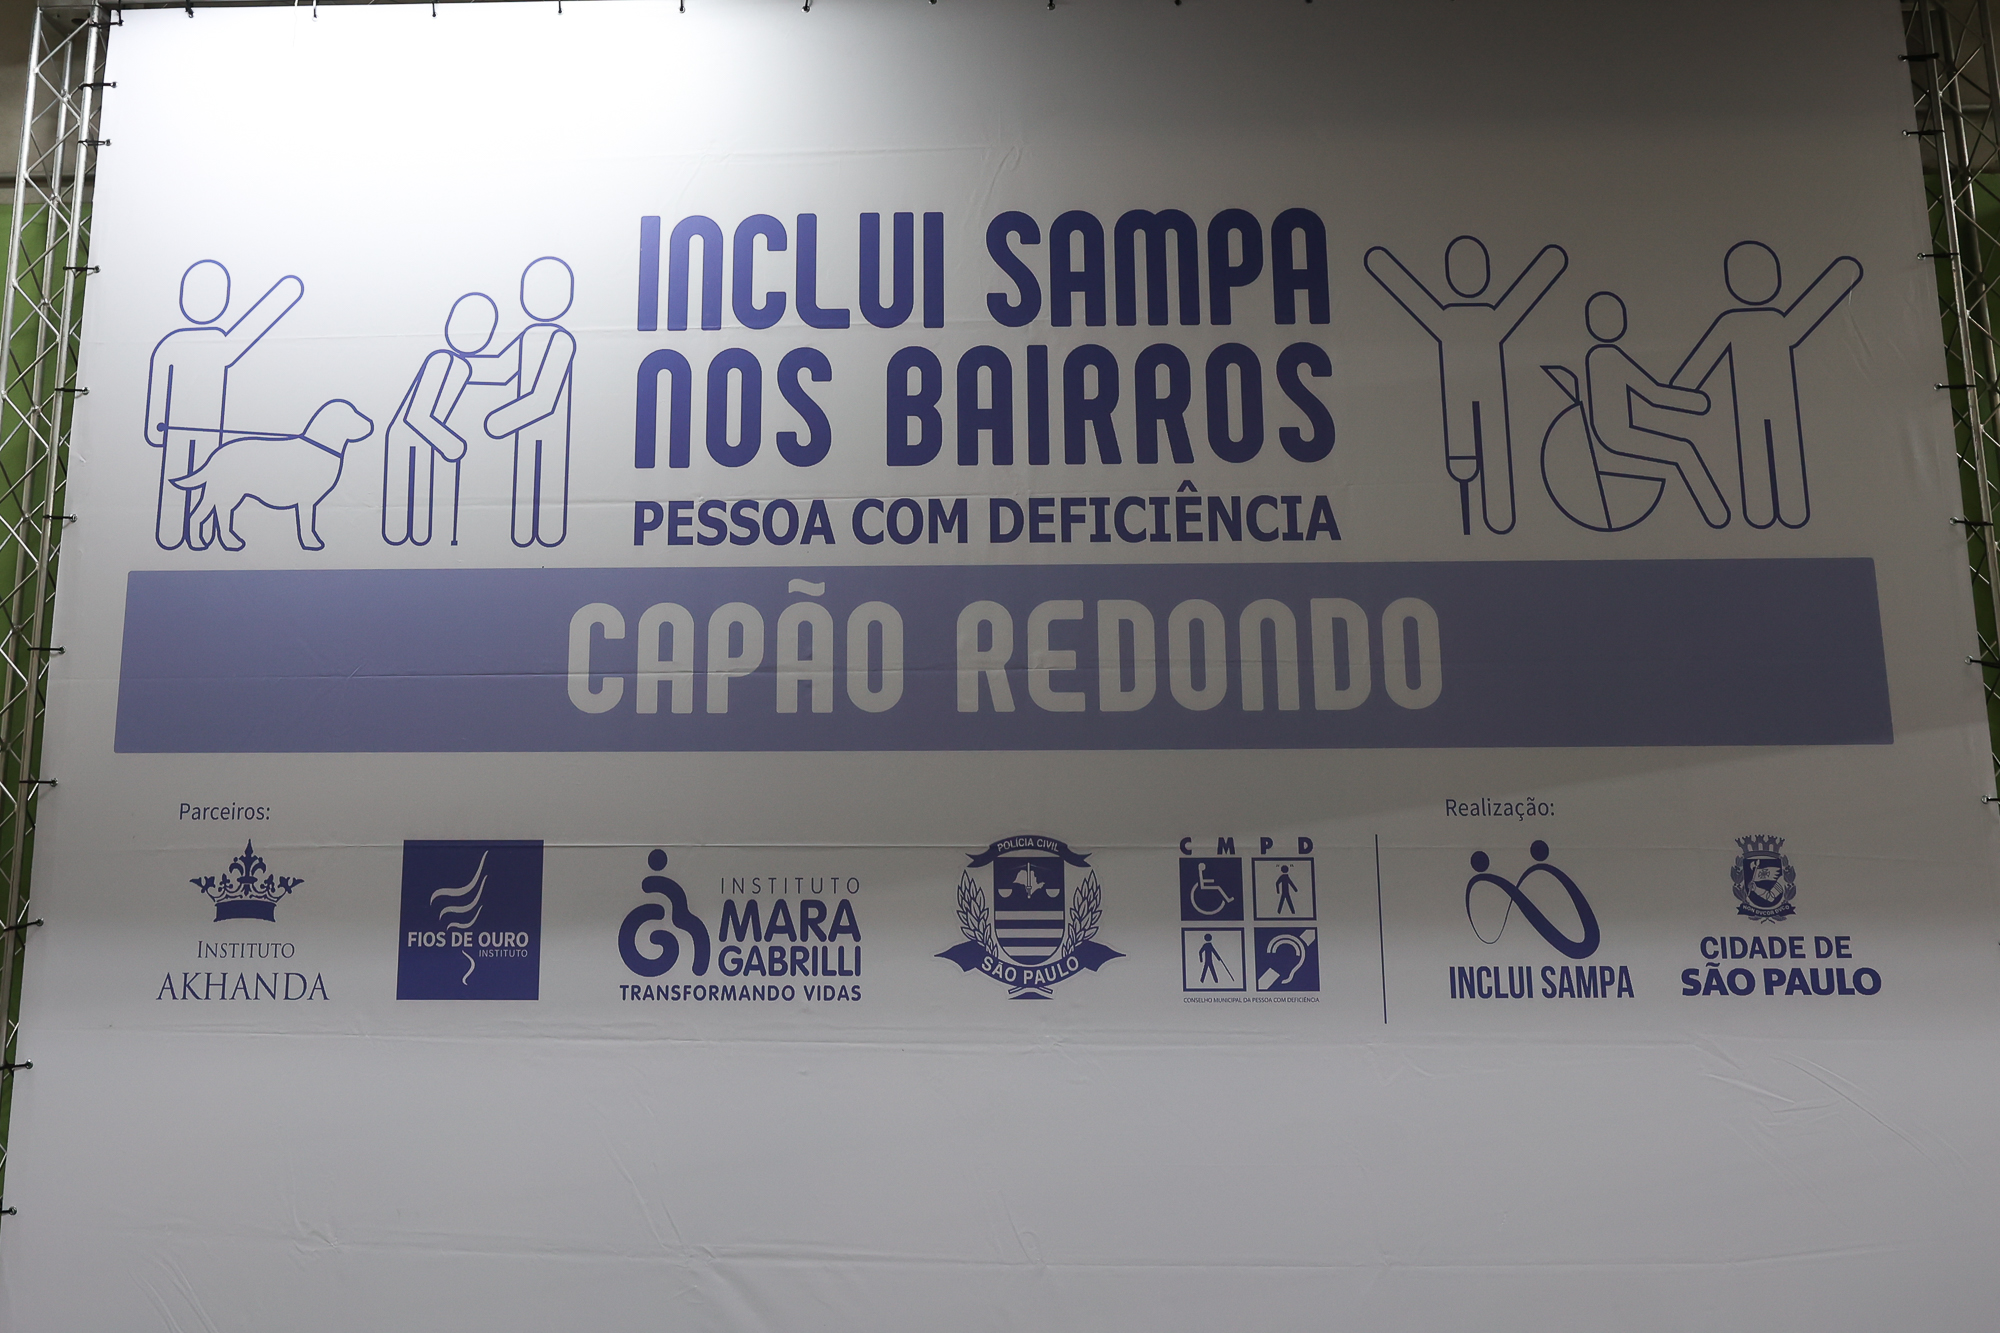 INCLUI SAMPA
NOS BAIRROS
PESSOA COM DEFICIÊNCIA
CAPÃO REDONDO
Parceiros:
INSTITUTO
AKHANDA
FIOS DE OURO
INSTITUTO
INSTITUTO
MARA
GABRILLI
TRANSFORMANDO VIDAS
POLÍCIA CIVIL
SÃO PAULO
C M P D
CONSELHO MUNICIPAL DA PESSOA COM DEFICIÊNCIA
Realização:
INCLUI SAMPA
CIDADE DE
SÃO PAULO